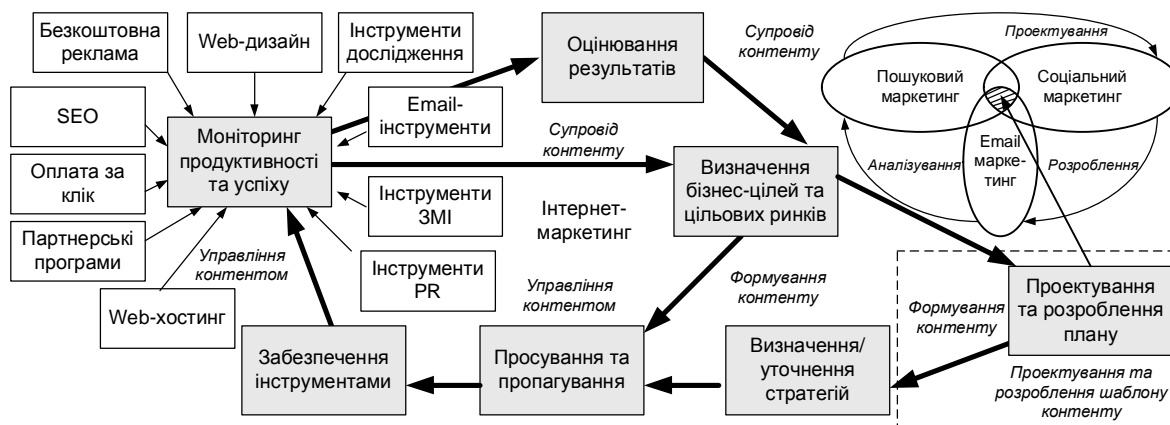 Безкоштовна
реклама
Web-дизайн
Інструменти
дослідження
SEO
Оплата за
клік
Партнерські
програми
Web-хостинг
Моніторинг
продуктивності
та успіху
Email-
інструменти
Інструменти
ЗМІ
Інструменти
PR
Управління
контентом
Оцінювання
результатів
Супровід
контенту
Супровід
контенту
Інтернет-
маркетинг
Визначення
бізнес-цілей та
цільових ринків
Проектування
Пошуковий
маркетинг
Соціальний
маркетинг
Email
марке-
тинг
Аналізування
Розроблення
Управління
контентом
Формування
контенту
Формування
контенту
Проектування
та розроблення
плану
Проектування та
розроблення шаблону
контенту
Забезпечення
інструментами
Просування та
пропагування
Визначення/
уточнення
стратегій